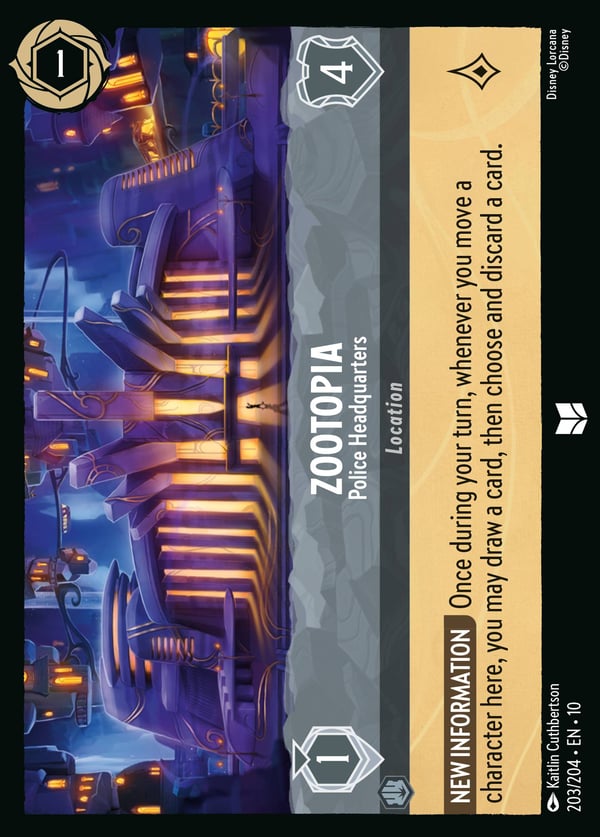 1
ZOOTOPIA
Police Headquarters
1
4
Location
NEW INFORMATION Once during your turn, whenever you move a
character here, you may draw a card, then choose and discard a card.
Kaitlin Cuthbertson
203/204 • EN • 10
Disney Lorcana
©Disney